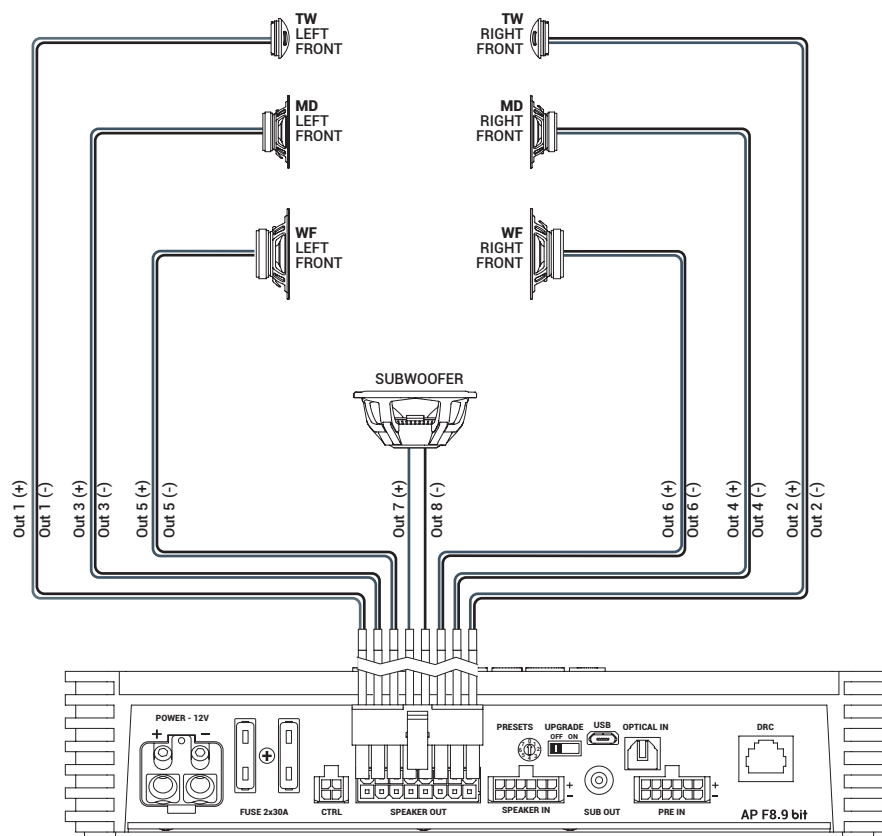 TW
LEFT
FRONT
TW
RIGHT
FRONT
MD
LEFT
FRONT
MD
RIGHT
FRONT
WF
LEFT
FRONT
WF
RIGHT
FRONT
SUBWOOFER
Out 1 (+)
Out 1 (-)
Out 3 (+)
Out 3 (-)
Out 5 (+)
Out 5 (-)
Out 7 (+)
Out 8 (-)
Out 6 (+)
Out 6 (-)
Out 4 (+)
Out 4 (-)
Out 2 (+)
Out 2 (-)
POWER - 12V
+ −
FUSE 2x30A
CTRL
SPEAKER OUT
PRESETS
UPGRADE
OFF ON
USB
OPTICAL IN
DRC
SPEAKER IN
+
−
SUB OUT
PRE IN
+
−
AP F8.9 bit